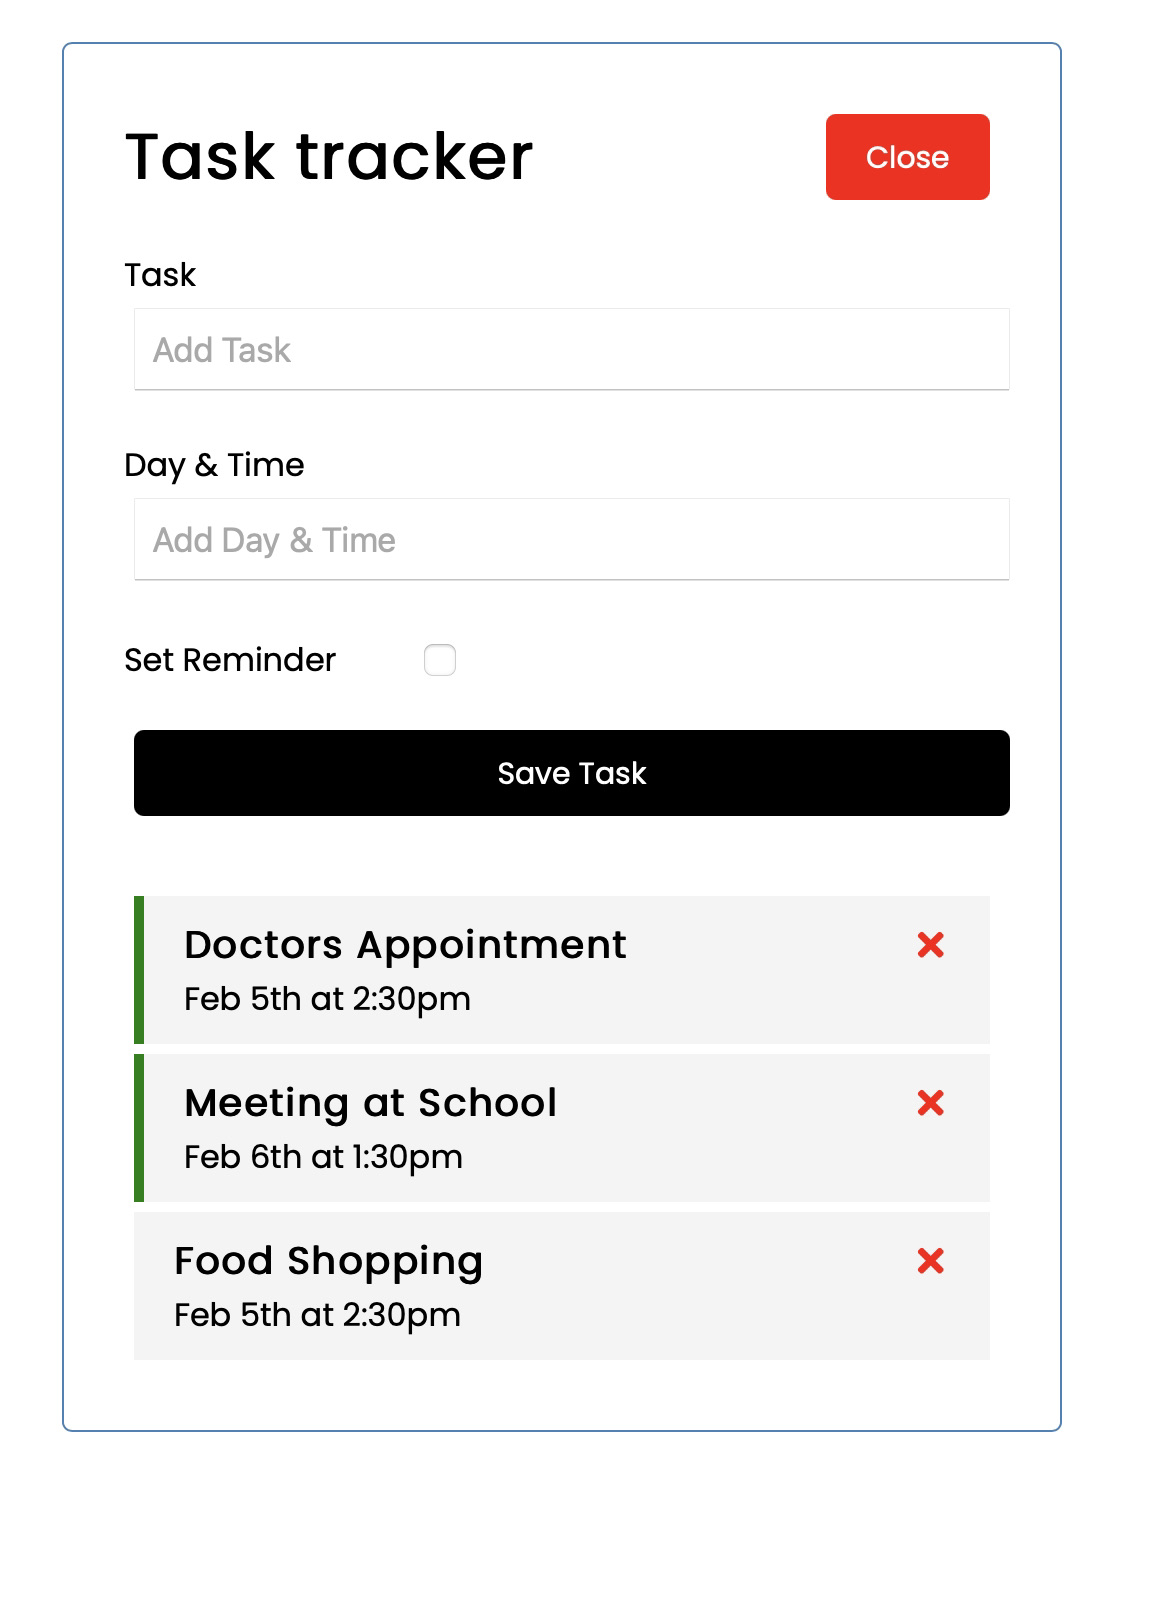 Task tracker
Close
Task
Add Task
Day & Time
Add Day & Time
Set Reminder
Save Task
Doctors Appointment
Feb 5th at 2:30pm
Meeting at School
Feb 6th at 1:30pm
Food Shopping
Feb 5th at 2:30pm